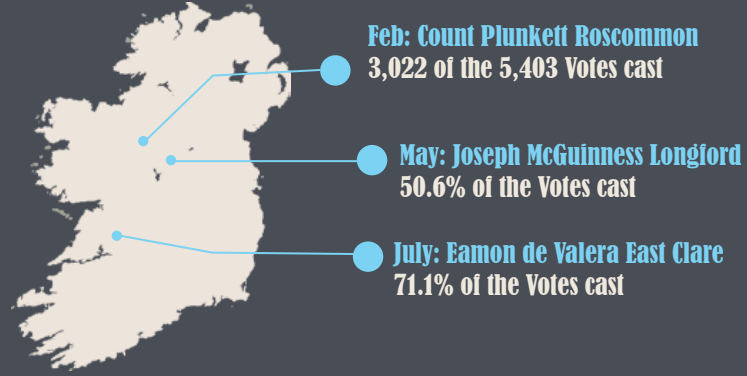 Feb: Count Plunkett Roscommon
3,022 of the 5,403 Votes cast
May: Joseph McGuinness Longford
50.6% of the Votes cast
July: Eamon de Valera East Clare
71.1% of the Votes cast